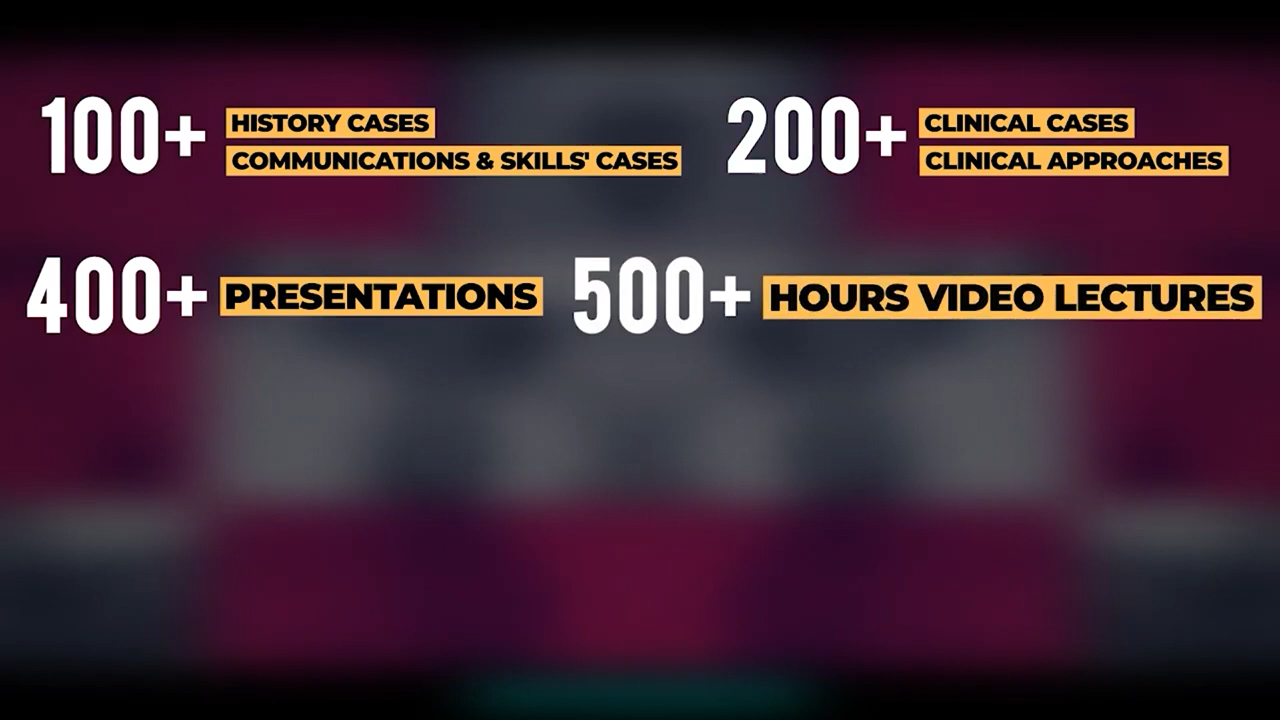 100+ HISTORY CASES
COMMUNICATIONS & SKILLS' CASES
200+ CLINICAL CASES
CLINICAL APPROACHES
400+ PRESENTATIONS
500+ HOURS VIDEO LECTURES